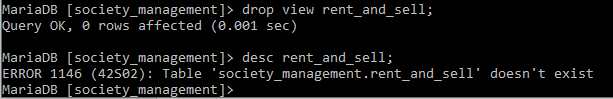 MariaDB [society_management]> drop view rent_and_sell;
Query OK, 0 rows affected (0.001 sec)
MariaDB [society_management]> desc rent_and_sell;
ERROR 1146 (42S02): Table 'society_management.rent_and_sell' doesn't exist
MariaDB [society_management]>